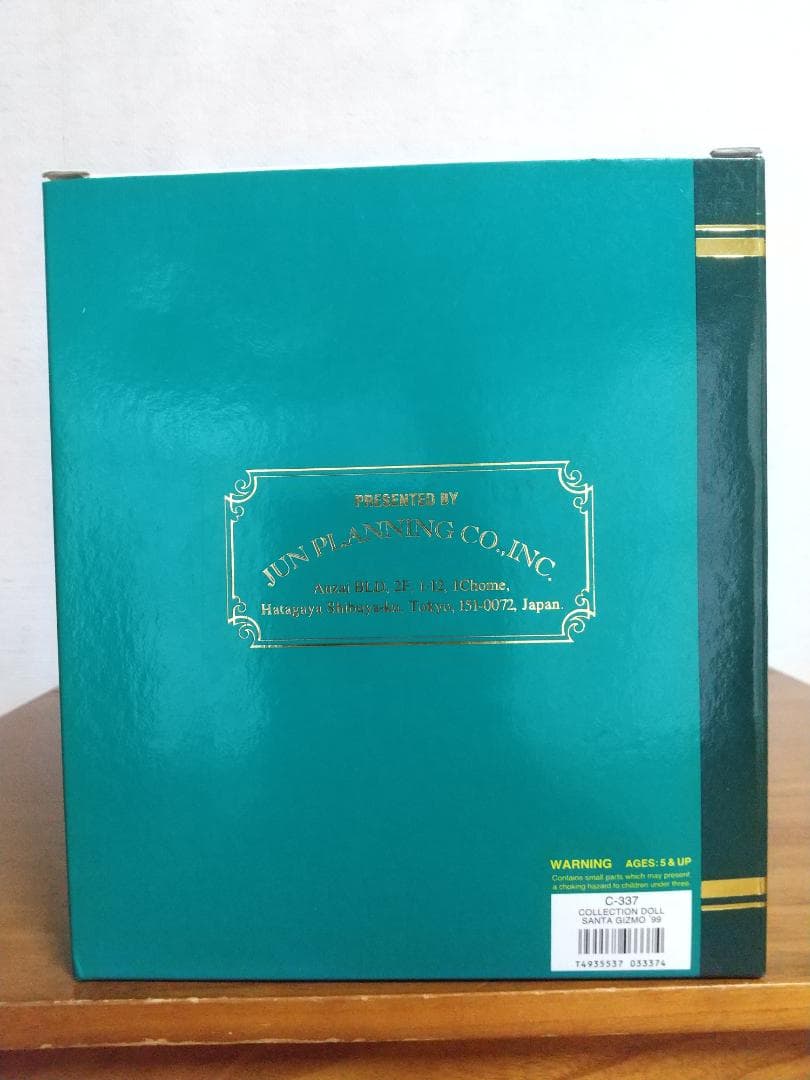 PRESENTED BY
JUN PLANNING CO.,INC.
Anzai BLD, 2F, 1-12, 1Chome,
Hatagaya Shibuya-ku, Tokyo, 151-0072, Japan.
WARNING AGES: 5 & UP
Contains small parts which may present
a choking hazard to children under three.
C-337
COLLECTION DOLL
SANTA GIZMO '99
T4935537 033374